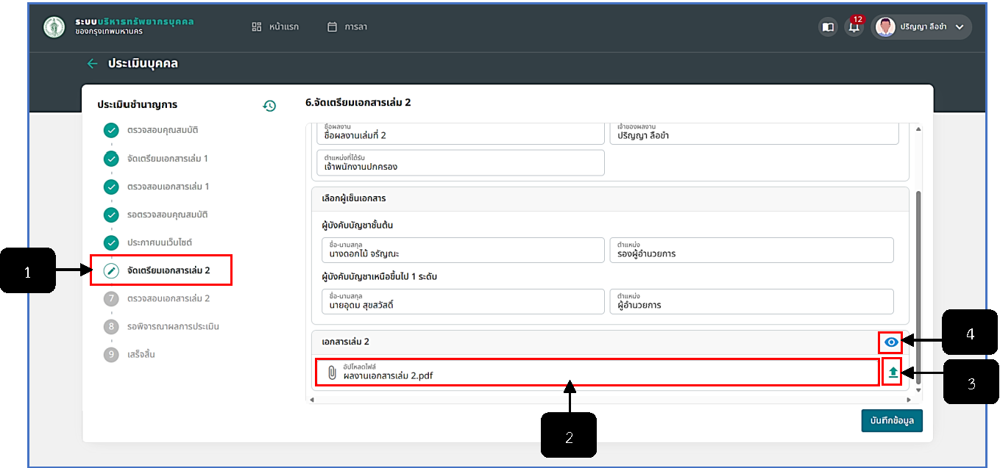 ระบบบริหารทรัพยากรบุคคล
ของกรุงเทพมหานคร
หน้าแรก
การลา
12
ปริญญา ลือขำ
ประเมินบุคคล
ประเมินชำนาญการ
ตรวจสอบคุณสมบัติ
จัดเตรียมเอกสารเล่ม 1
ตรวจสอบเอกสารเล่ม 1
รอตรวจสอบคุณสมบัติ
ประกาศบนเว็บไซต์
1
จัดเตรียมเอกสารเล่ม 2
7 ตรวจสอบเอกสารเล่ม 2
8 รอพิจารณาผลการประเมิน
9 เสร็จสิ้น
6.จัดเตรียมเอกสารเล่ม 2
ชื่อผลงาน
ชื่อผลงานเล่มที่ 2
เจ้าของผลงาน
ปริญญา ลือขำ
ตำแหน่งที่ได้รับ
เจ้าพนักงานปกครอง
เลือกผู้เซ็นเอกสาร
ผู้บังคับบัญชาชั้นต้น
ชื่อ-นามสกุล
นางดอกไม้ จรัญณะ
ตำแหน่ง
รองผู้อำนวยการ
ผู้บังคับบัญชาเหนือขึ้นไป 1 ระดับ
ชื่อ-นามสกุล
นายอุดม สุขสวัสดิ์
ตำแหน่ง
ผู้อำนวยการ
เอกสารเล่ม 2
4
อัปโหลดไฟล์
ผลงานเอกสารเล่ม 2.pdf
3
2
บันทึกข้อมูล